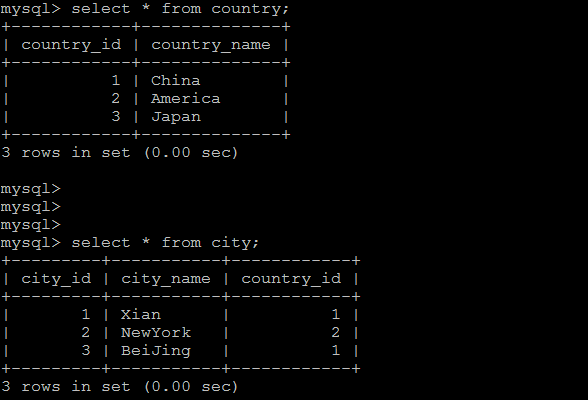 mysql> select * from country;
+------------+--------------+
| country_id | country_name |
+------------+--------------+
|          1 | China        |
|          2 | America      |
|          3 | Japan        |
+------------+--------------+
3 rows in set (0.00 sec)
mysql>
mysql>
mysql>
mysql> select * from city;
+---------+-----------+------------+
| city_id | city_name | country_id |
+---------+-----------+------------+
|       1 | Xian      |          1 |
|       2 | NewYork   |          2 |
|       3 | BeiJing   |          1 |
+---------+-----------+------------+
3 rows in set (0.00 sec)